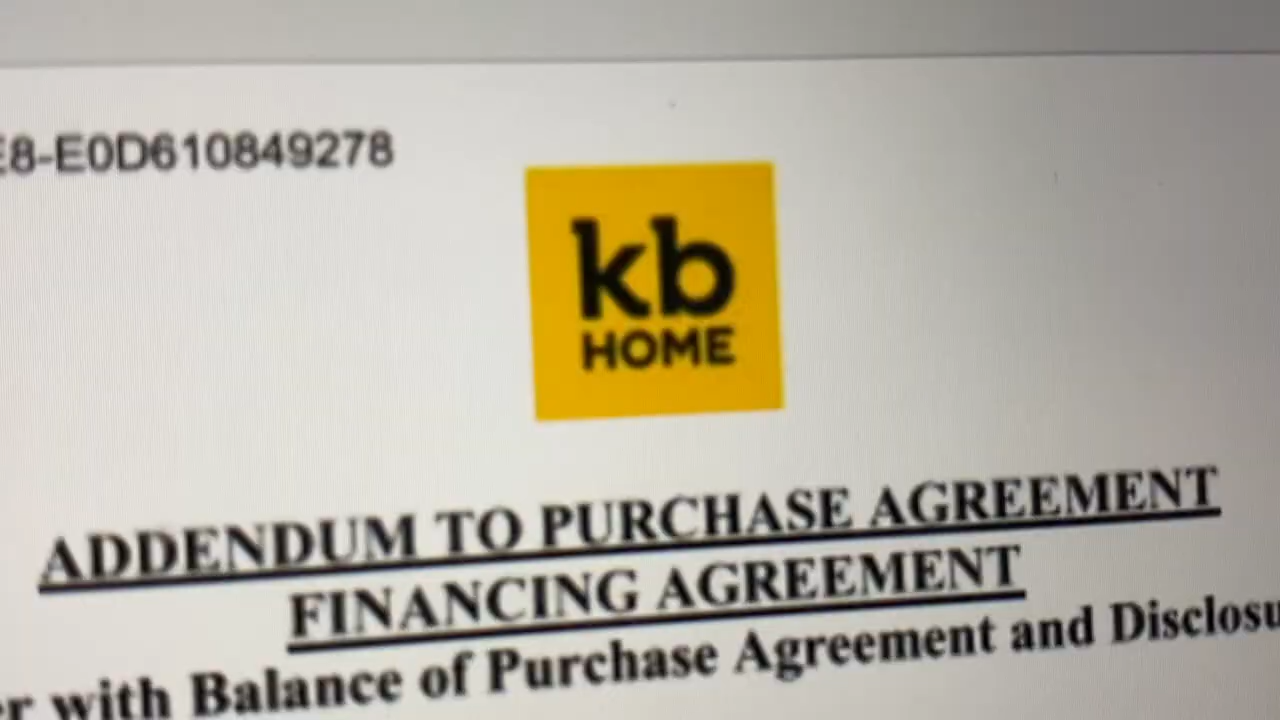 E8-E0D610849278
kb
HOME
ADDENDUM TO PURCHASE AGREEMENT
FINANCING AGREEMENT
with Balance of Purchase Agreement and